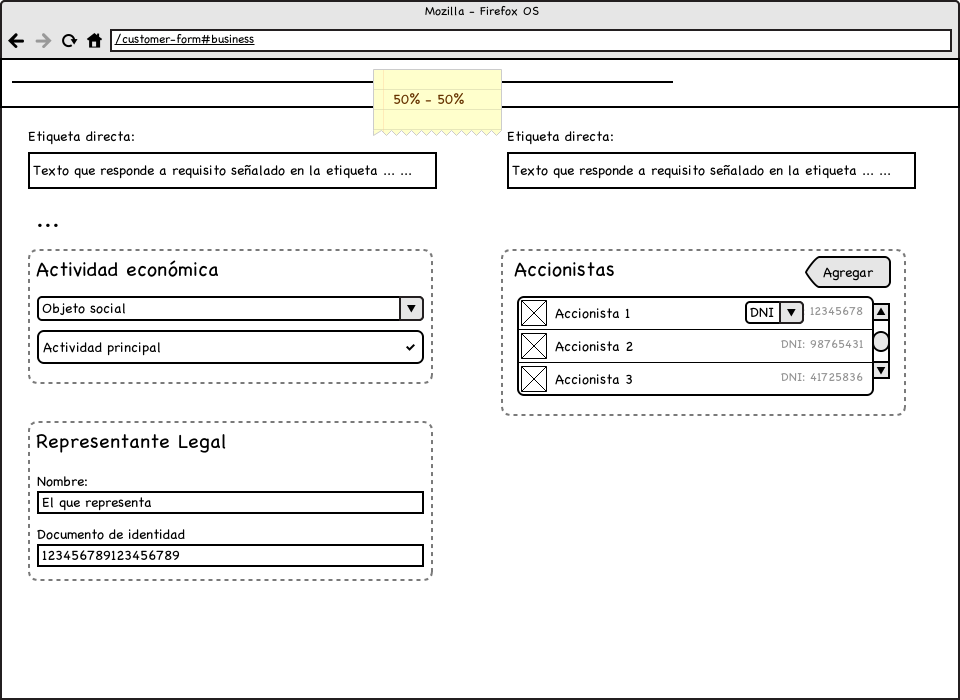 Mozilla - Firefox OS
/customer-form#business
50% - 50%
Etiqueta directa:
Texto que responde a requisito señalado en la etiqueta ... ...
Etiqueta directa:
Texto que responde a requisito señalado en la etiqueta ... ...
...
Actividad económica
Objeto social
Actividad principal
Accionistas
Agregar
Accionista 1 DNI 12345678
Accionista 2 DNI: 98765431
Accionista 3 DNI: 41725836
Representante Legal
Nombre:
El que representa
Documento de identidad
123456789123456789